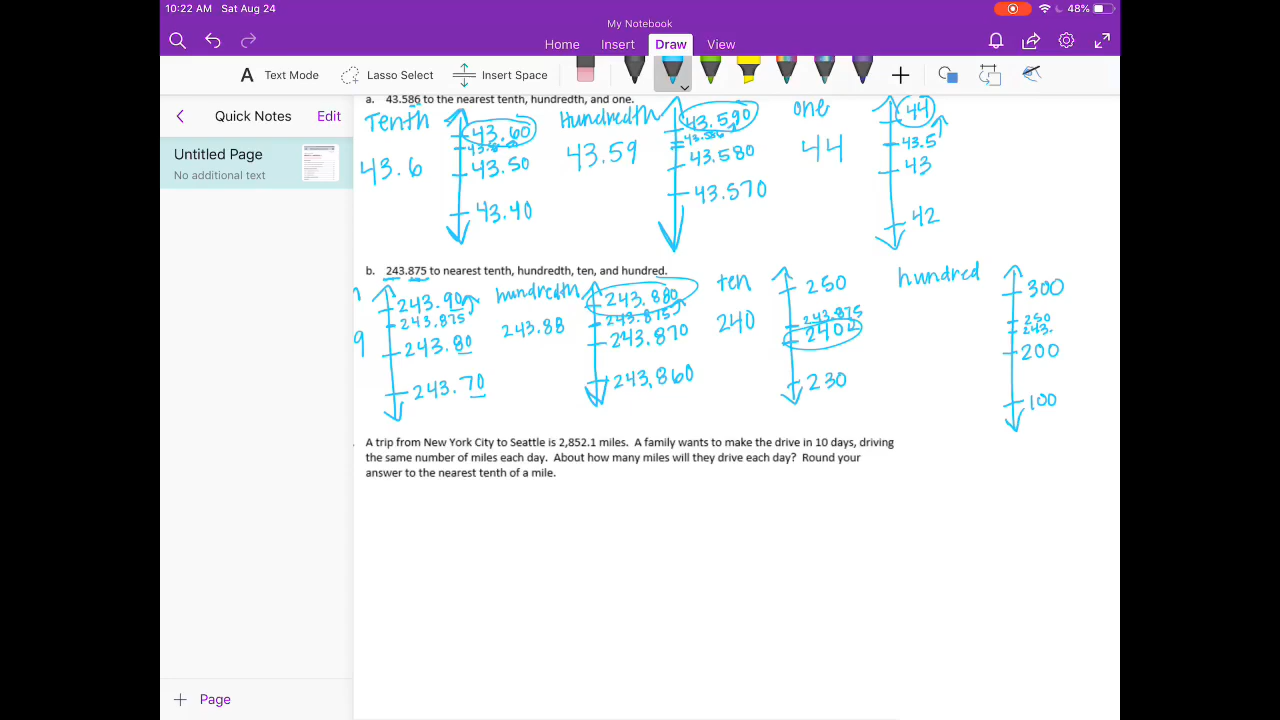 10:22 AM Sat Aug 24
48%
My Notebook
Home Insert Draw View
A Text Mode Lasso Select Insert Space
Quick Notes Edit
Untitled Page
No additional text
Page
a. 43.586 to the nearest tenth, hundredth, and one.
Tenth
43.6
43.60
43.50
43.40
Hundredth
43.59
43.590
43.586
43.580
43.570
one
44
44
43.5
43
42
b. 243.875 to nearest tenth, hundredth, ten, and hundred.
9
243.90
243.875
243.80
243.70
hundredth
243.88
243.880
243.875
243.870
243.860
ten
240
250
243.875
240
230
hundred
300
250
243.
200
100
A trip from New York City to Seattle is 2,852.1 miles. A family wants to make the drive in 10 days, driving
the same number of miles each day. About how many miles will they drive each day? Round your
answer to the nearest tenth of a mile.